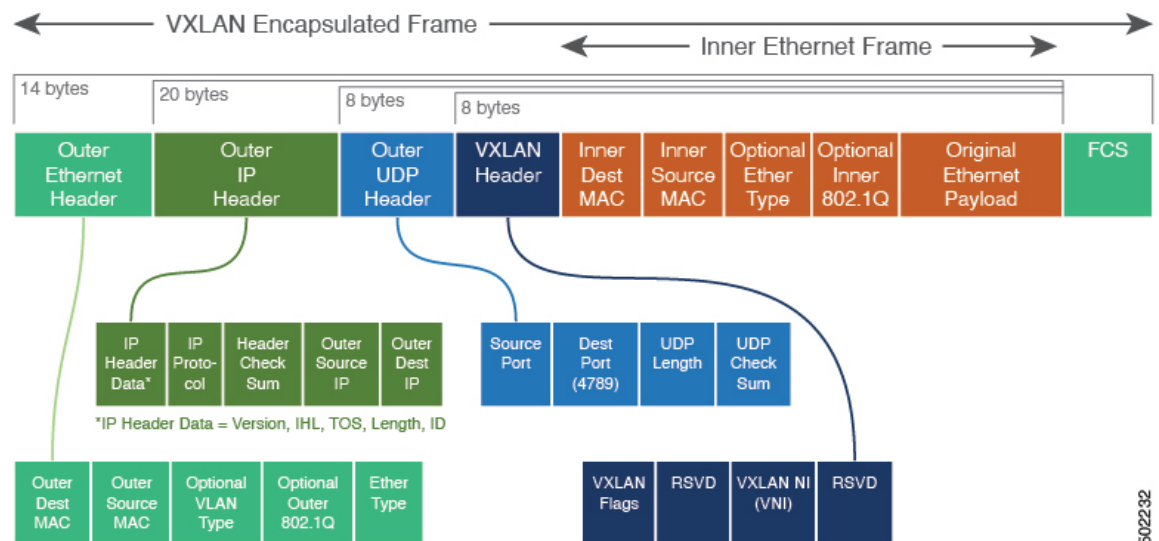 VXLAN Encapsulated Frame
Inner Ethernet Frame
14 bytes
20 bytes
8 bytes
8 bytes
Outer
Ethernet
Header
Outer
IP
Header
Outer
UDP
Header
VXLAN
Header
Inner
Dest
MAC
Inner
Source
MAC
Optional
Ether
Type
Optional
Inner
802.1Q
Original
Ethernet
Payload
FCS
IP
Header
Data*
IP
Proto-
col
Header
Check
Sum
Outer
Source
IP
Outer
Dest
IP
Source
Port
Dest
Port
(4789)
UDP
Length
UDP
Check
Sum
*IP Header Data = Version, IHL, TOS, Length, ID
Outer
Dest
MAC
Outer
Source
MAC
Optional
VLAN
Type
Optional
Outer
802.1Q
Ether
Type
VXLAN
Flags
RSVD
VXLAN NI
(VNI)
RSVD
502232